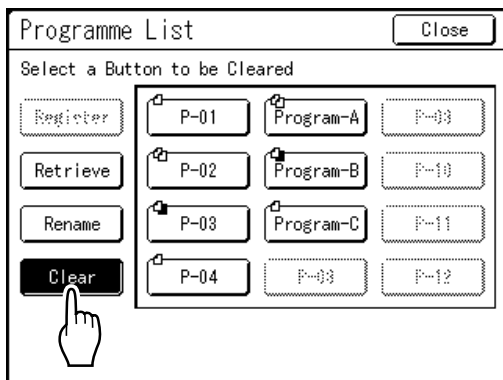 Programme List
Close
Select a Button to be Cleared
Register
P-01
Program-A
Retrieve
P-02
Program-B
P-10
Rename
P-03
Program-C
P-11
Clear
P-04
P-12